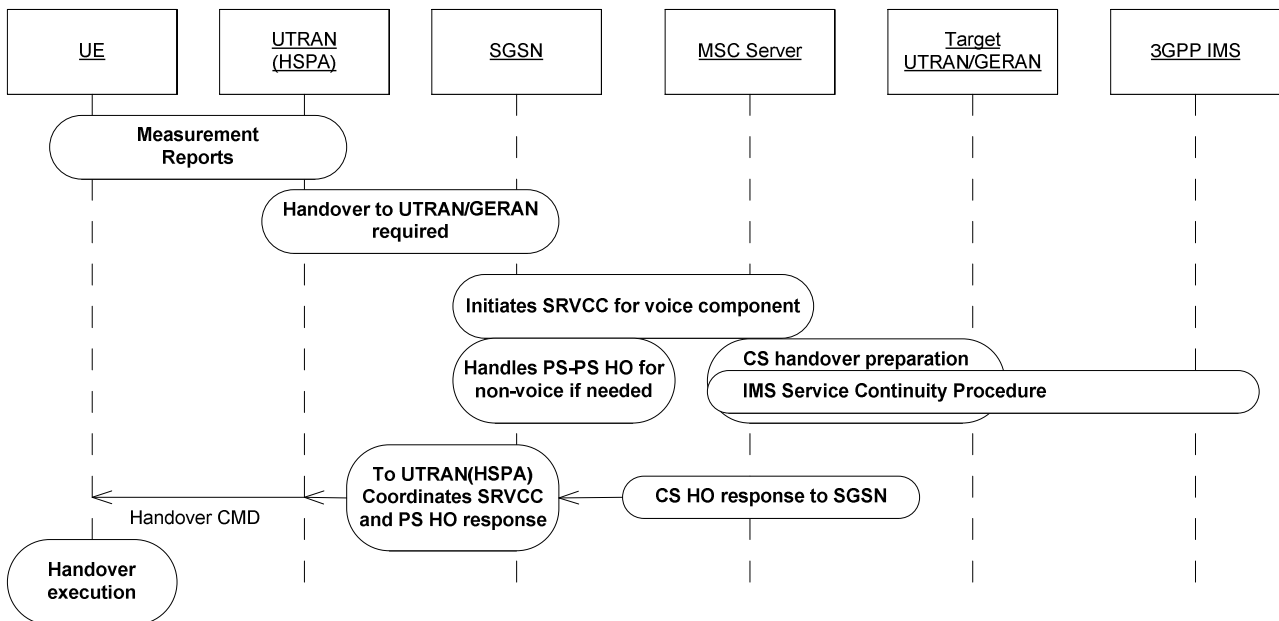 UE
UTRAN
(HSPA)
SGSN
MSC Server
Target
UTRAN/GERAN
3GPP IMS
Measurement
Reports
Handover to UTRAN/GERAN
required
Initiates SRVCC for voice component
Handles PS-PS HO for
non-voice if needed
CS handover preparation
IMS Service Continuity Procedure
To UTRAN(HSPA)
Coordinates SRVCC
and PS HO response
CS HO response to SGSN
Handover CMD
Handover
execution